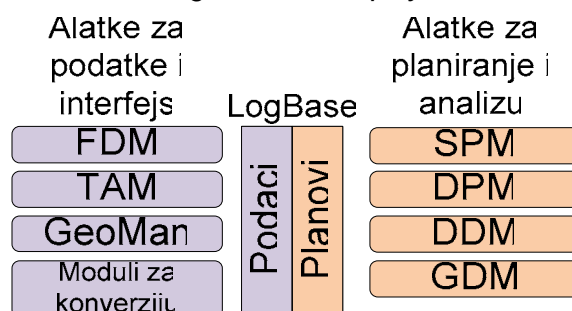 Alatke za
podatke i
interfejs
FDM
TAM
GeoMan
Moduli za
konverziju
LogBase
Podaci
Planovi
Alatke za
planiranje i
analizu
SPM
DPM
DDM
GDM